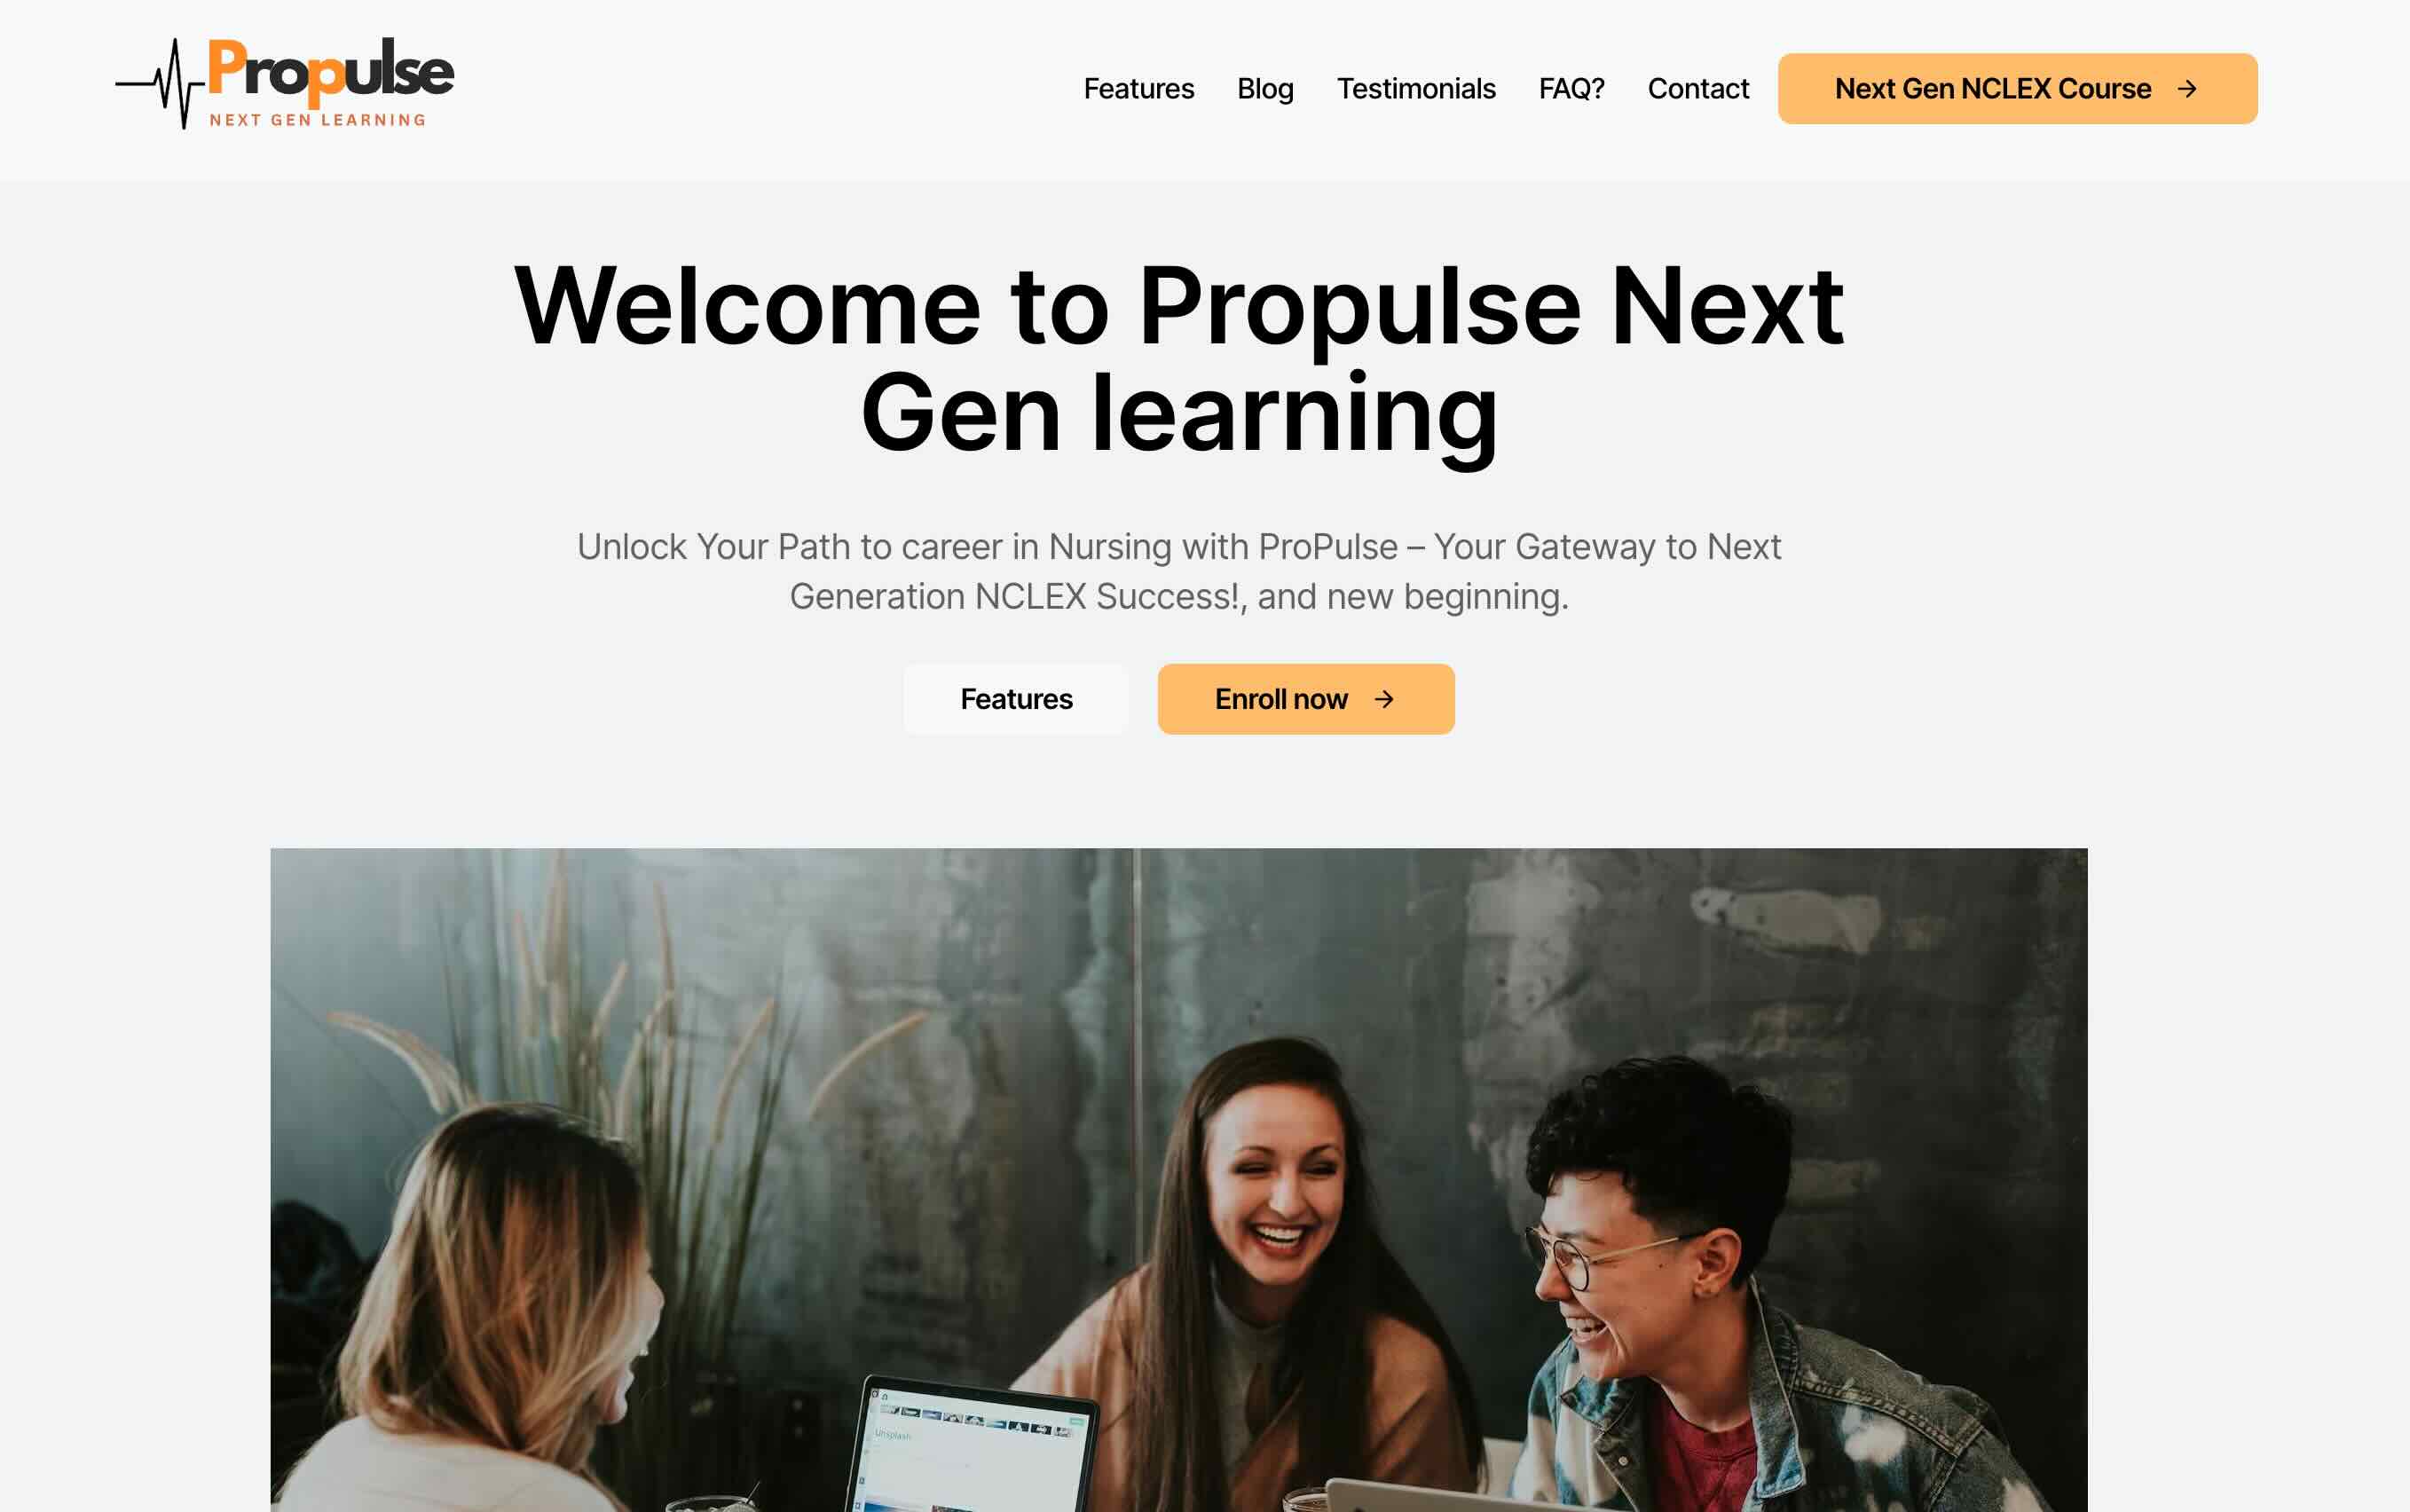 Propulse
NEXT GEN LEARNING
Features Blog Testimonials FAQ? Contact Next Gen NCLEX Course →
Welcome to Propulse Next
Gen learning
Unlock Your Path to career in Nursing with ProPulse – Your Gateway to Next
Generation NCLEX Success!, and new beginning.
Features Enroll now →
Unsplash